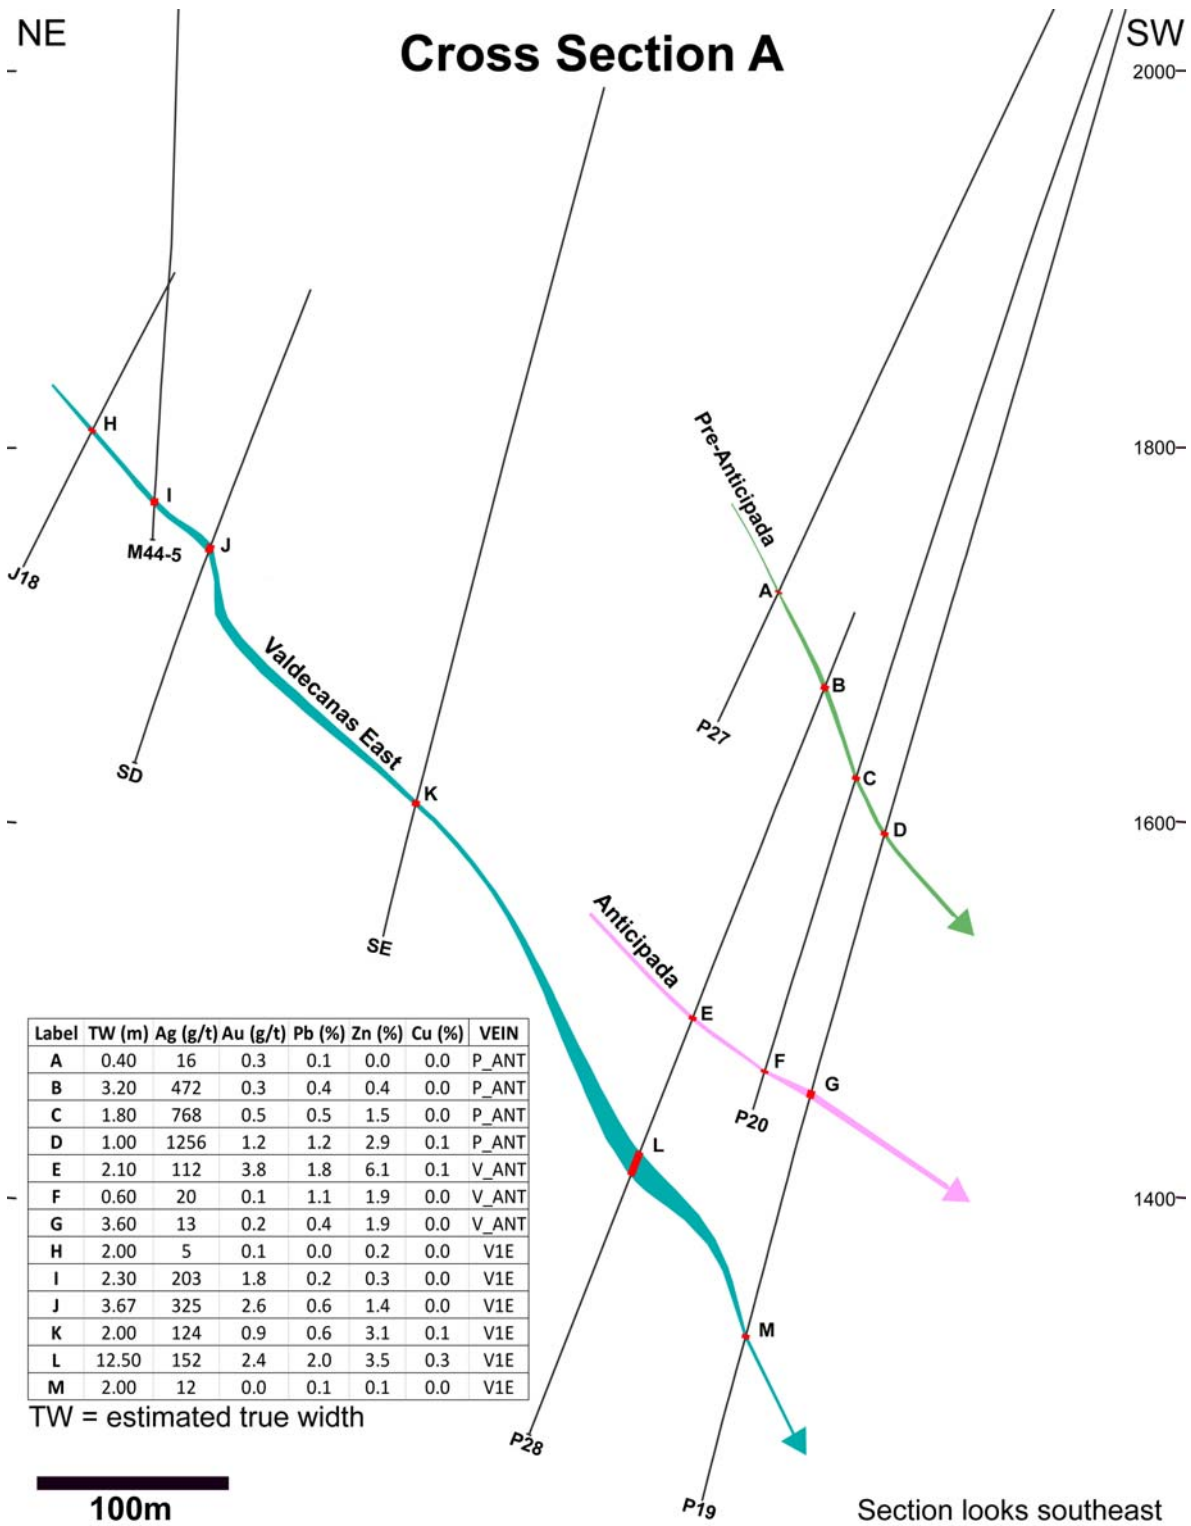 NE
Cross Section A
SW
2000
H
Pre-Anticipada
1800
I
J
M44-5
J18
A
Valdecanas East
B
P27
SD
K
C
D
1600
SE
Anticipada
E
F
G
P20
L
1400
Label TW (m) Ag (g/t) Au (g/t) Pb (%) Zn (%) Cu (%) VEIN
A 0.40 16 0.3 0.1 0.0 0.0 P_ANT
B 3.20 472 0.3 0.4 0.4 0.0 P_ANT
C 1.80 768 0.5 0.5 1.5 0.0 P_ANT
D 1.00 1256 1.2 1.2 2.9 0.1 P_ANT
E 2.10 112 3.8 1.8 6.1 0.1 V_ANT
F 0.60 20 0.1 1.1 1.9 0.0 V_ANT
G 3.60 13 0.2 0.4 1.9 0.0 V_ANT
H 2.00 5 0.1 0.0 0.2 0.0 V1E
I 2.30 203 1.8 0.2 0.3 0.0 V1E
J 3.67 325 2.6 0.6 1.4 0.0 V1E
K 2.00 124 0.9 0.6 3.1 0.1 V1E
L 12.50 152 2.4 2.0 3.5 0.3 V1E
M 2.00 12 0.0 0.1 0.1 0.0 V1E
TW = estimated true width
M
P28
P19
100m
Section looks southeast